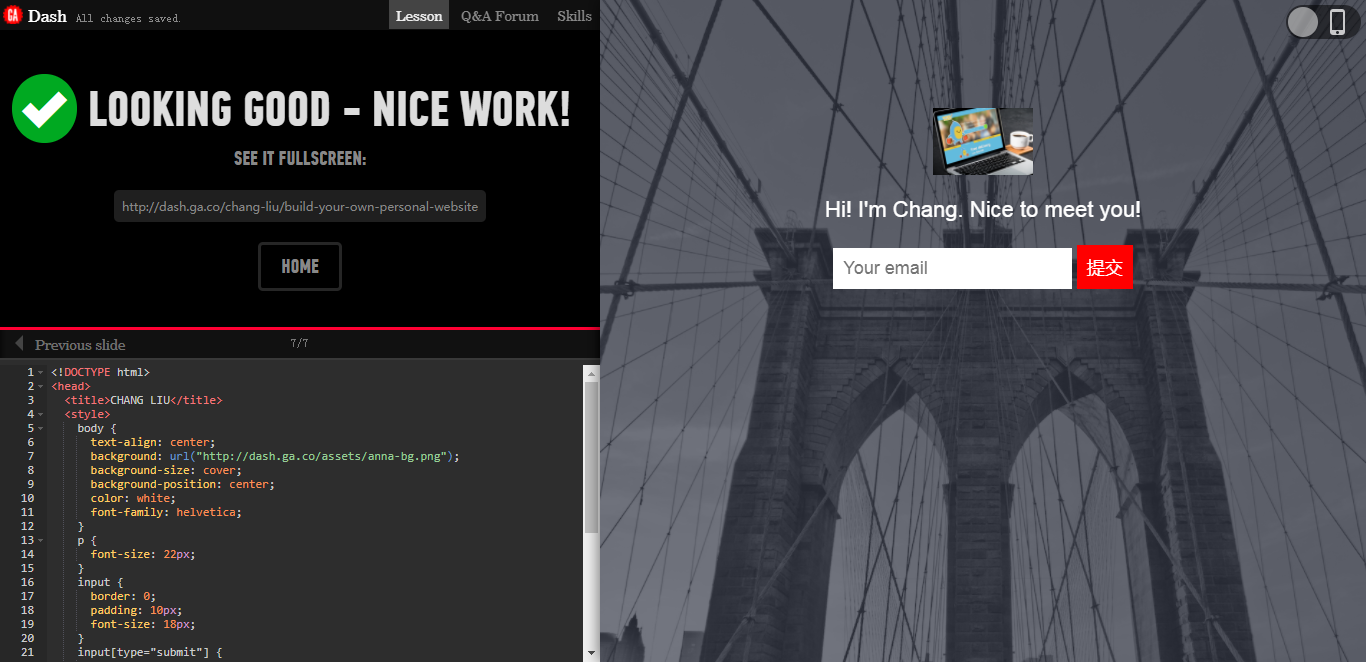 GA Dash All changes saved. Lesson Q&A Forum Skills
LOOKING GOOD - NICE WORK!
SEE IT FULLSCREEN:
http://dash.ga.co/chang-liu/build-your-own-personal-website
HOME
Previous slide 7/7
1 <!DOCTYPE html>
2 <head>
3 <title>CHANG LIU</title>
4 <style>
5 body {
6 text-align: center;
7 background: url("http://dash.ga.co/assets/anna-bg.png");
8 background-size: cover;
9 background-position: center;
10 color: white;
11 font-family: helvetica;
12 }
13 p {
14 font-size: 22px;
15 }
16 input {
17 border: 0;
18 padding: 10px;
19 font-size: 18px;
20 }
21 input[type="submit"] {
Hi! I'm Chang. Nice to meet you!
Your email 提交